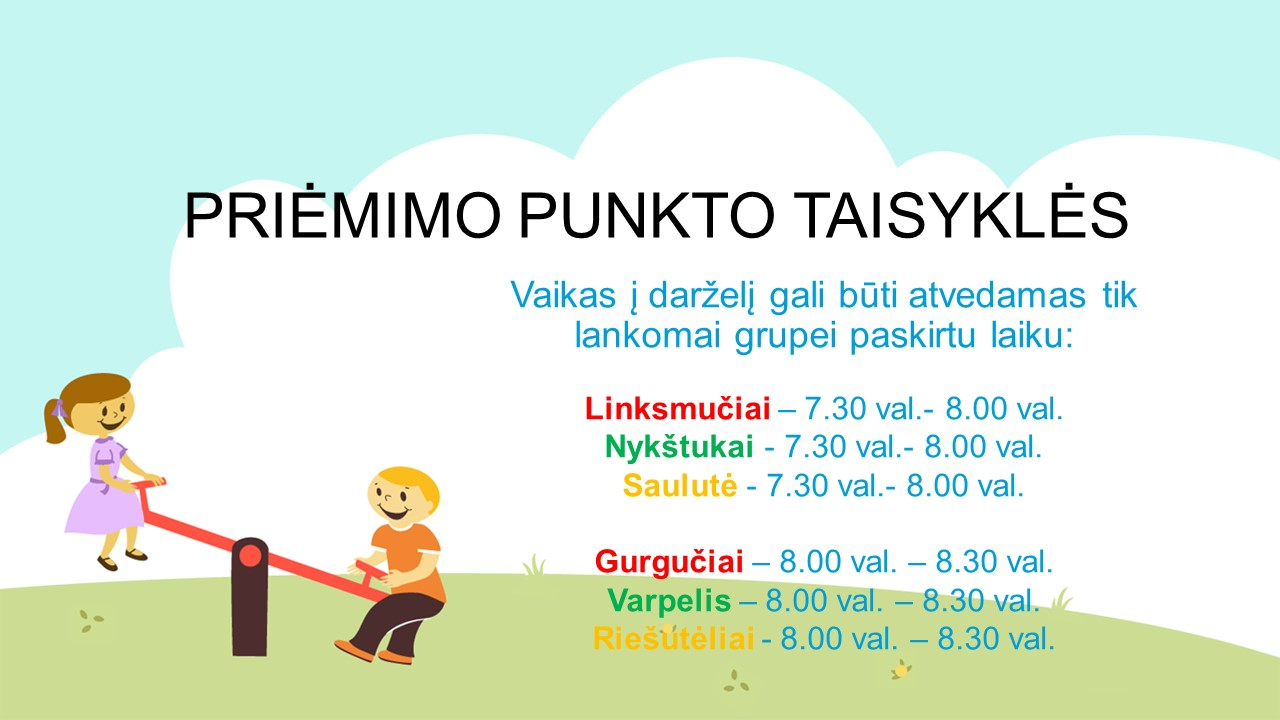 PRIĖMIMO PUNKTO TAISYKLĖS
Vaikas į darželį gali būti atvedamas tik
lankomai grupei paskirtu laiku:
Linksmučiai – 7.30 val.- 8.00 val.
Nykštukai - 7.30 val.- 8.00 val.
Saulutė - 7.30 val.- 8.00 val.
Gurgučiai – 8.00 val. – 8.30 val.
Varpelis – 8.00 val. – 8.30 val.
Riešutėliai - 8.00 val. – 8.30 val.